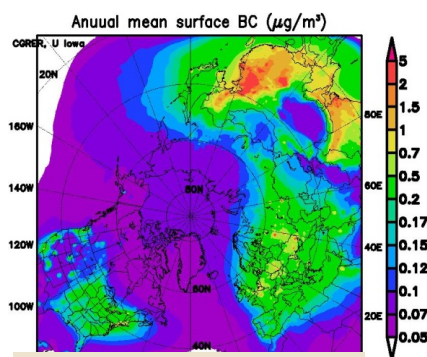 Anuual mean surface BC (μg/m³)
CGRER, U Iowa
20N
160W
140W
120W
100W
80N
60N
40N
80E
60E
40E
20E
5
2
1.5
1
0.7
0.5
0.2
0.17
0.15
0.12
0.1
0.07
0.05